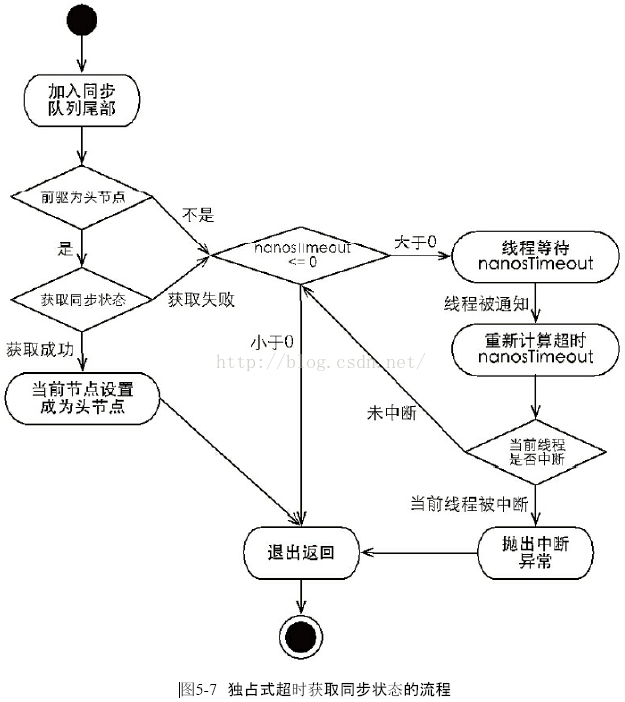 加入同步
队列尾部
前驱为头节点
不是
是
获取同步状态
获取失败
获取成功
当前节点设置
成为头节点
nanosTimeout
<= 0
大于0
小于0
线程等待
nanosTimeout
线程被通知
重新计算超时
nanosTimeout
http://blog.csdn.net/
未中断
当前线程
是否中断
当前线程被中断
抛出中断
异常
退出返回
图5-7 独占式超时获取同步状态的流程